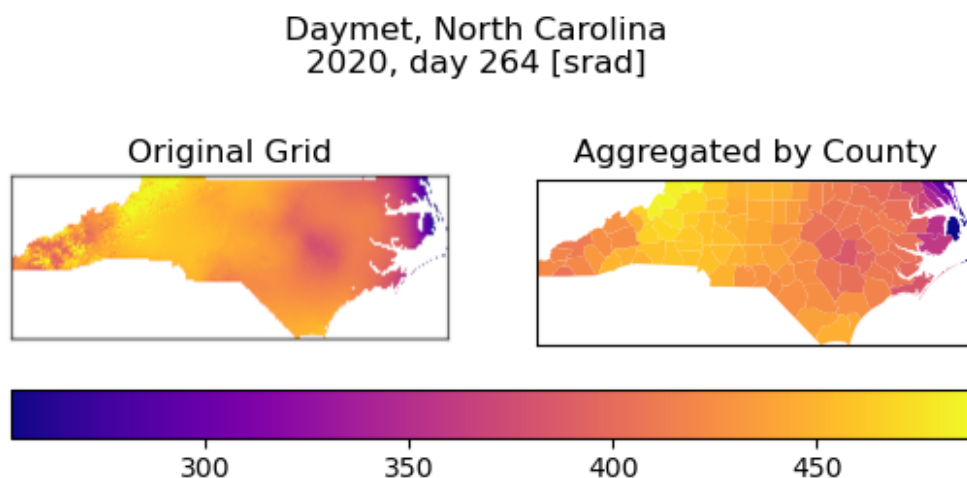 Daymet, North Carolina
2020, day 264 [srad]
Original Grid
Aggregated by County
300
350
400
450